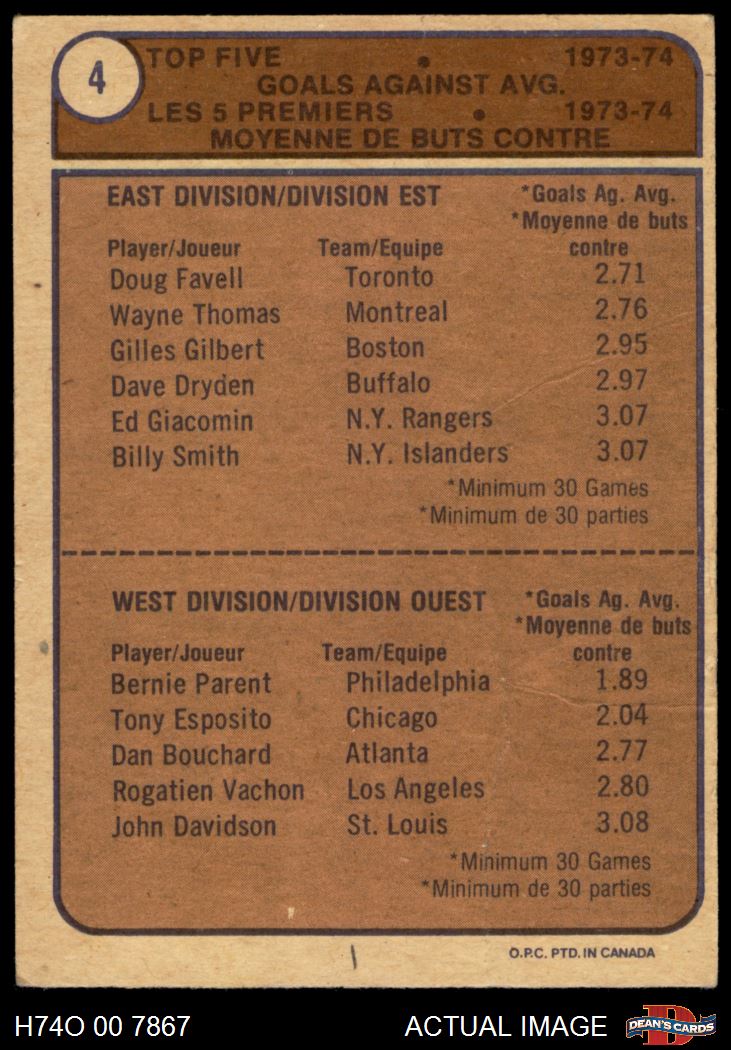 4
TOP FIVE • 1973-74
GOALS AGAINST AVG.
LES 5 PREMIERS • 1973-74
MOYENNE DE BUTS CONTRE
EAST DIVISION/DIVISION EST *Goals Ag. Avg.
*Moyenne de buts
Player/Joueur Team/Equipe contre
Doug Favell Toronto 2.71
Wayne Thomas Montreal 2.76
Gilles Gilbert Boston 2.95
Dave Dryden Buffalo 2.97
Ed Giacomin N.Y. Rangers 3.07
Billy Smith N.Y. Islanders 3.07
*Minimum 30 Games
*Minimum de 30 parties
WEST DIVISION/DIVISION OUEST *Goals Ag. Avg.
*Moyenne de buts
Player/Joueur Team/Equipe contre
Bernie Parent Philadelphia 1.89
Tony Esposito Chicago 2.04
Dan Bouchard Atlanta 2.77
Rogatien Vachon Los Angeles 2.80
John Davidson St. Louis 3.08
*Minimum 30 Games
*Minimum de 30 parties
O.P.C. PTD. IN CANADA
H74O 00 7867 ACTUAL IMAGE D DEAN'S CARDS